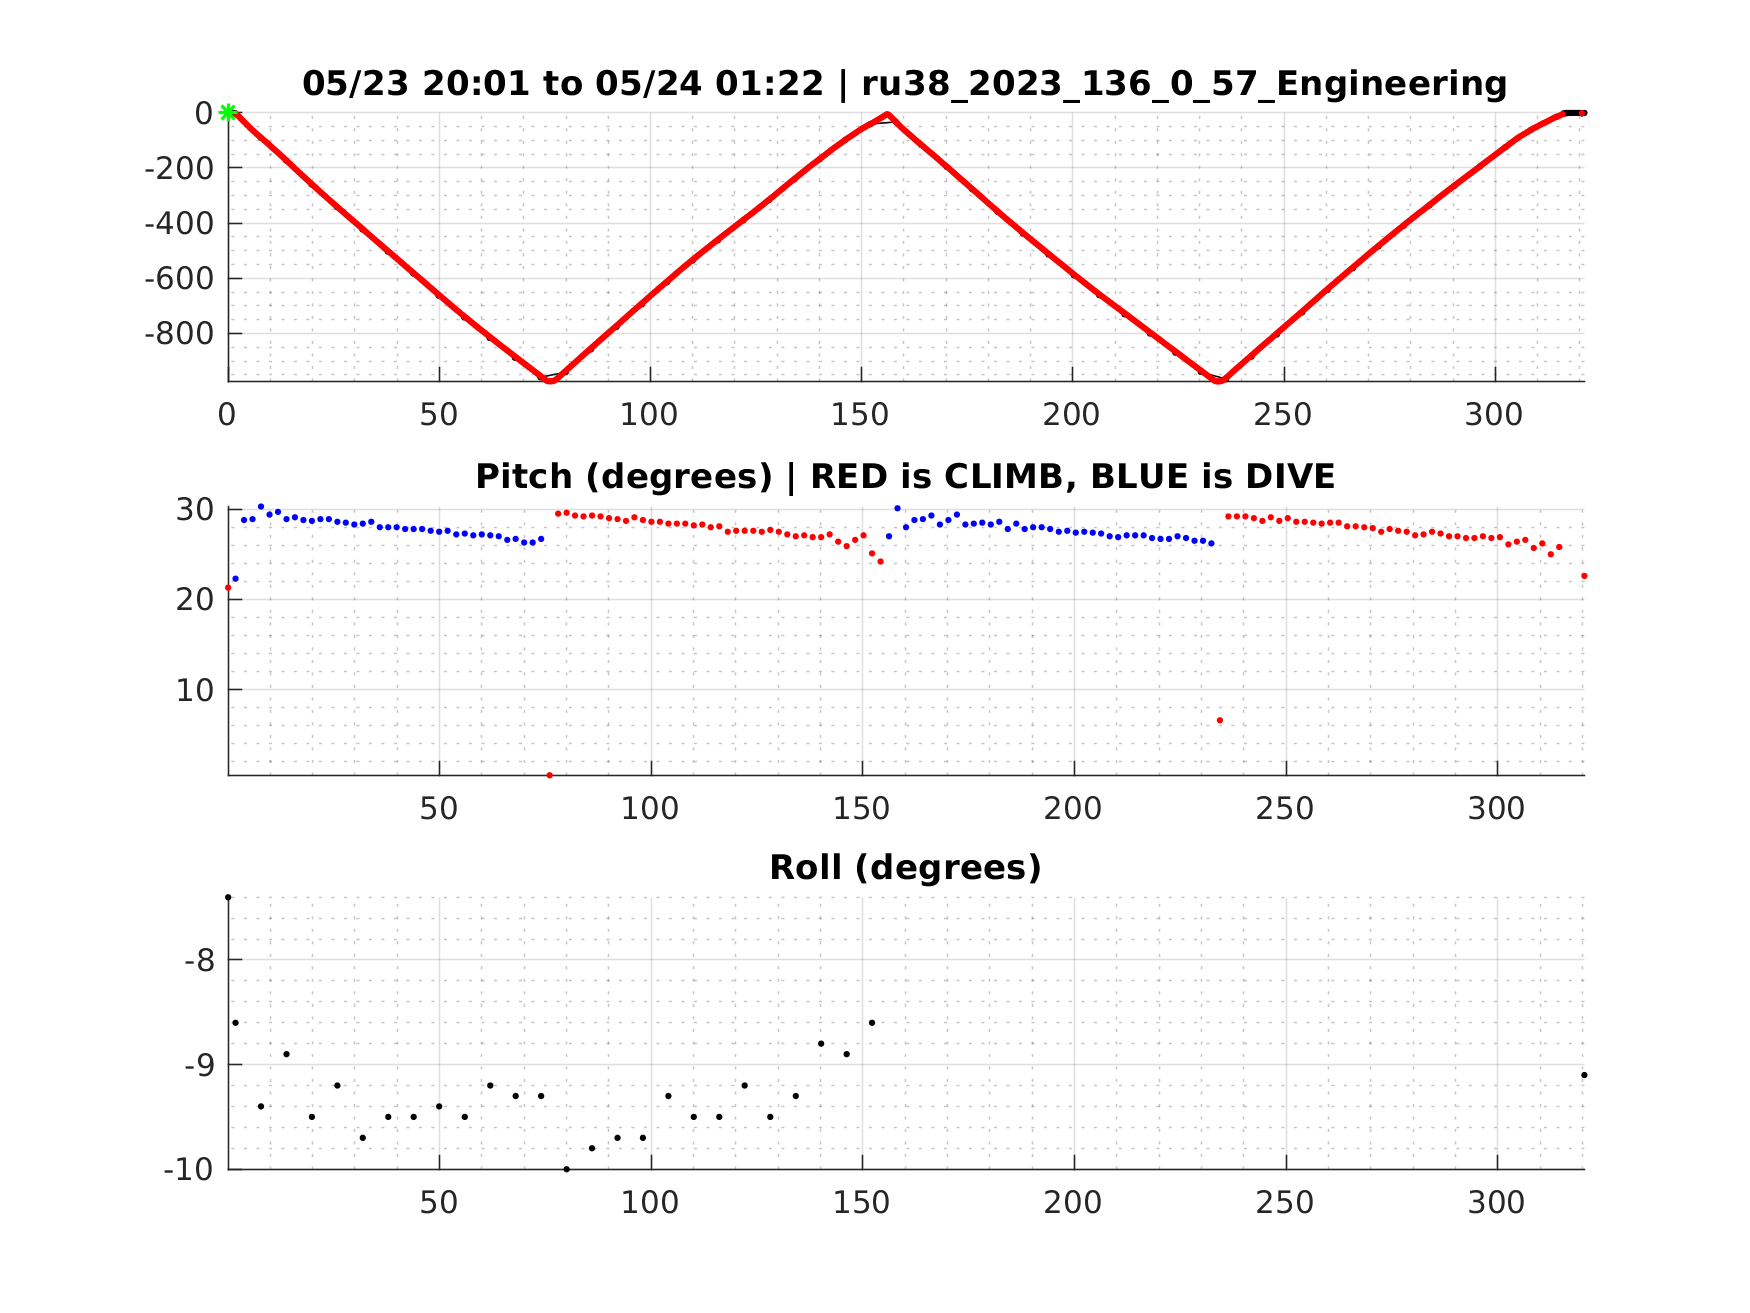 05/23 20:01 to 05/24 01:22 | ru38_2023_136_0_57_Engineering
0
-200
-400
-600
-800
0 50 100 150 200 250 300
Pitch (degrees) | RED is CLIMB, BLUE is DIVE
30
20
10
50 100 150 200 250 300
Roll (degrees)
-8
-9
-10
50 100 150 200 250 300